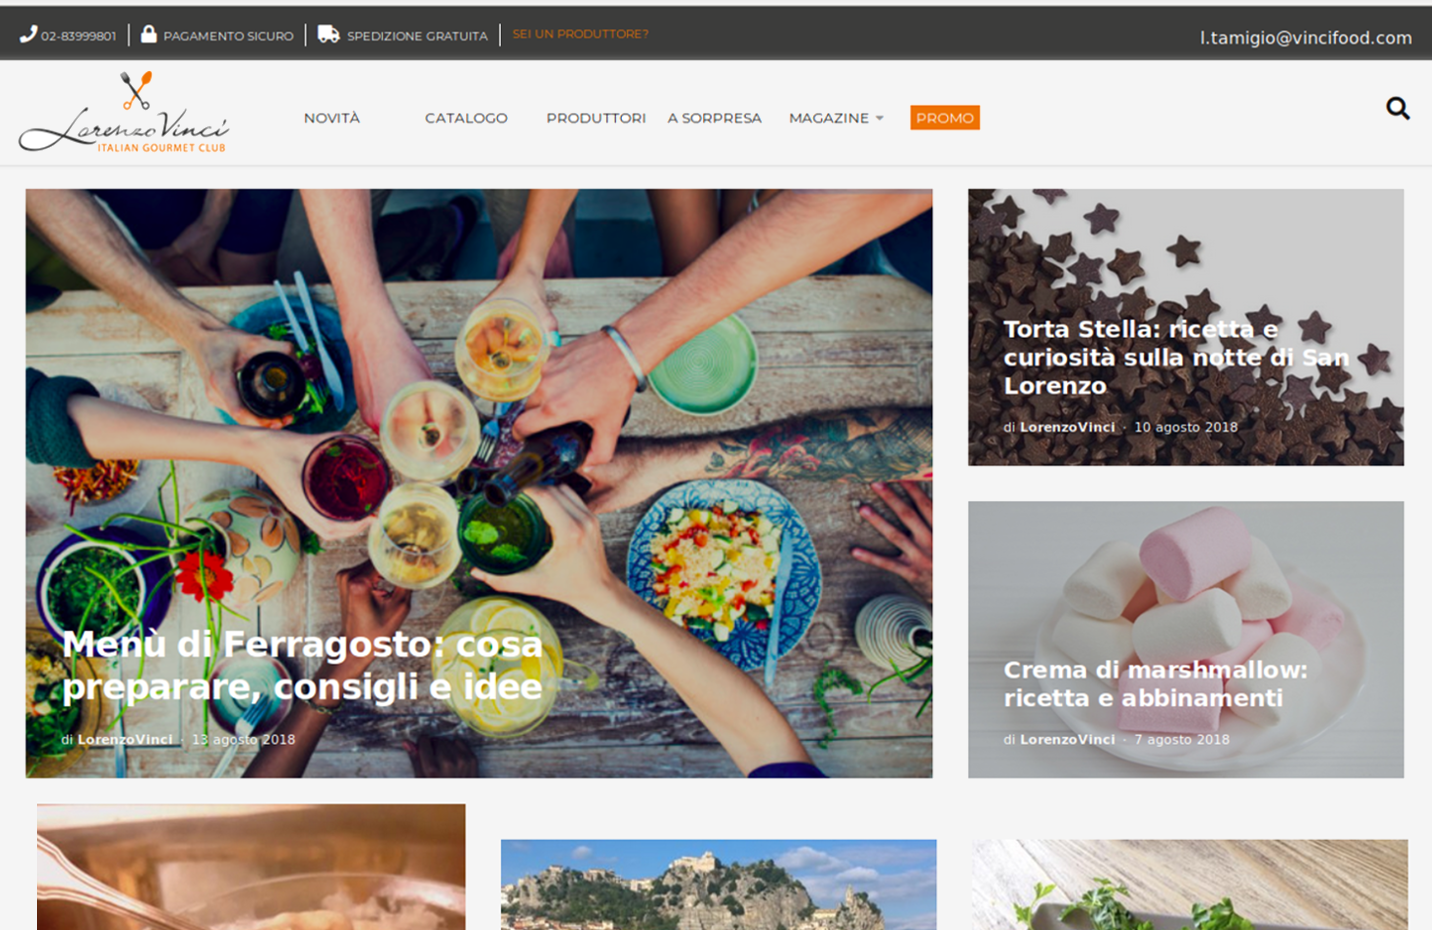 02-83999801
PAGAMENTO SICURO
SPEDIZIONE GRATUITA
SEI UN PRODUTTORE?
l.tamigio@vincifood.com
Lorenzo Vinci
ITALIAN GOURMET CLUB
NOVITÀ
CATALOGO
PRODUTTORI
A SORPRESA
MAGAZINE
PROMO
Menù di Ferragosto: cosa
preparare, consigli e idee
di LorenzoVinci - 13 agosto 2018
Torta Stella: ricetta e
curiosità sulla notte di San
Lorenzo
di LorenzoVinci - 10 agosto 2018
Crema di marshmallow:
ricetta e abbinamenti
di LorenzoVinci - 7 agosto 2018